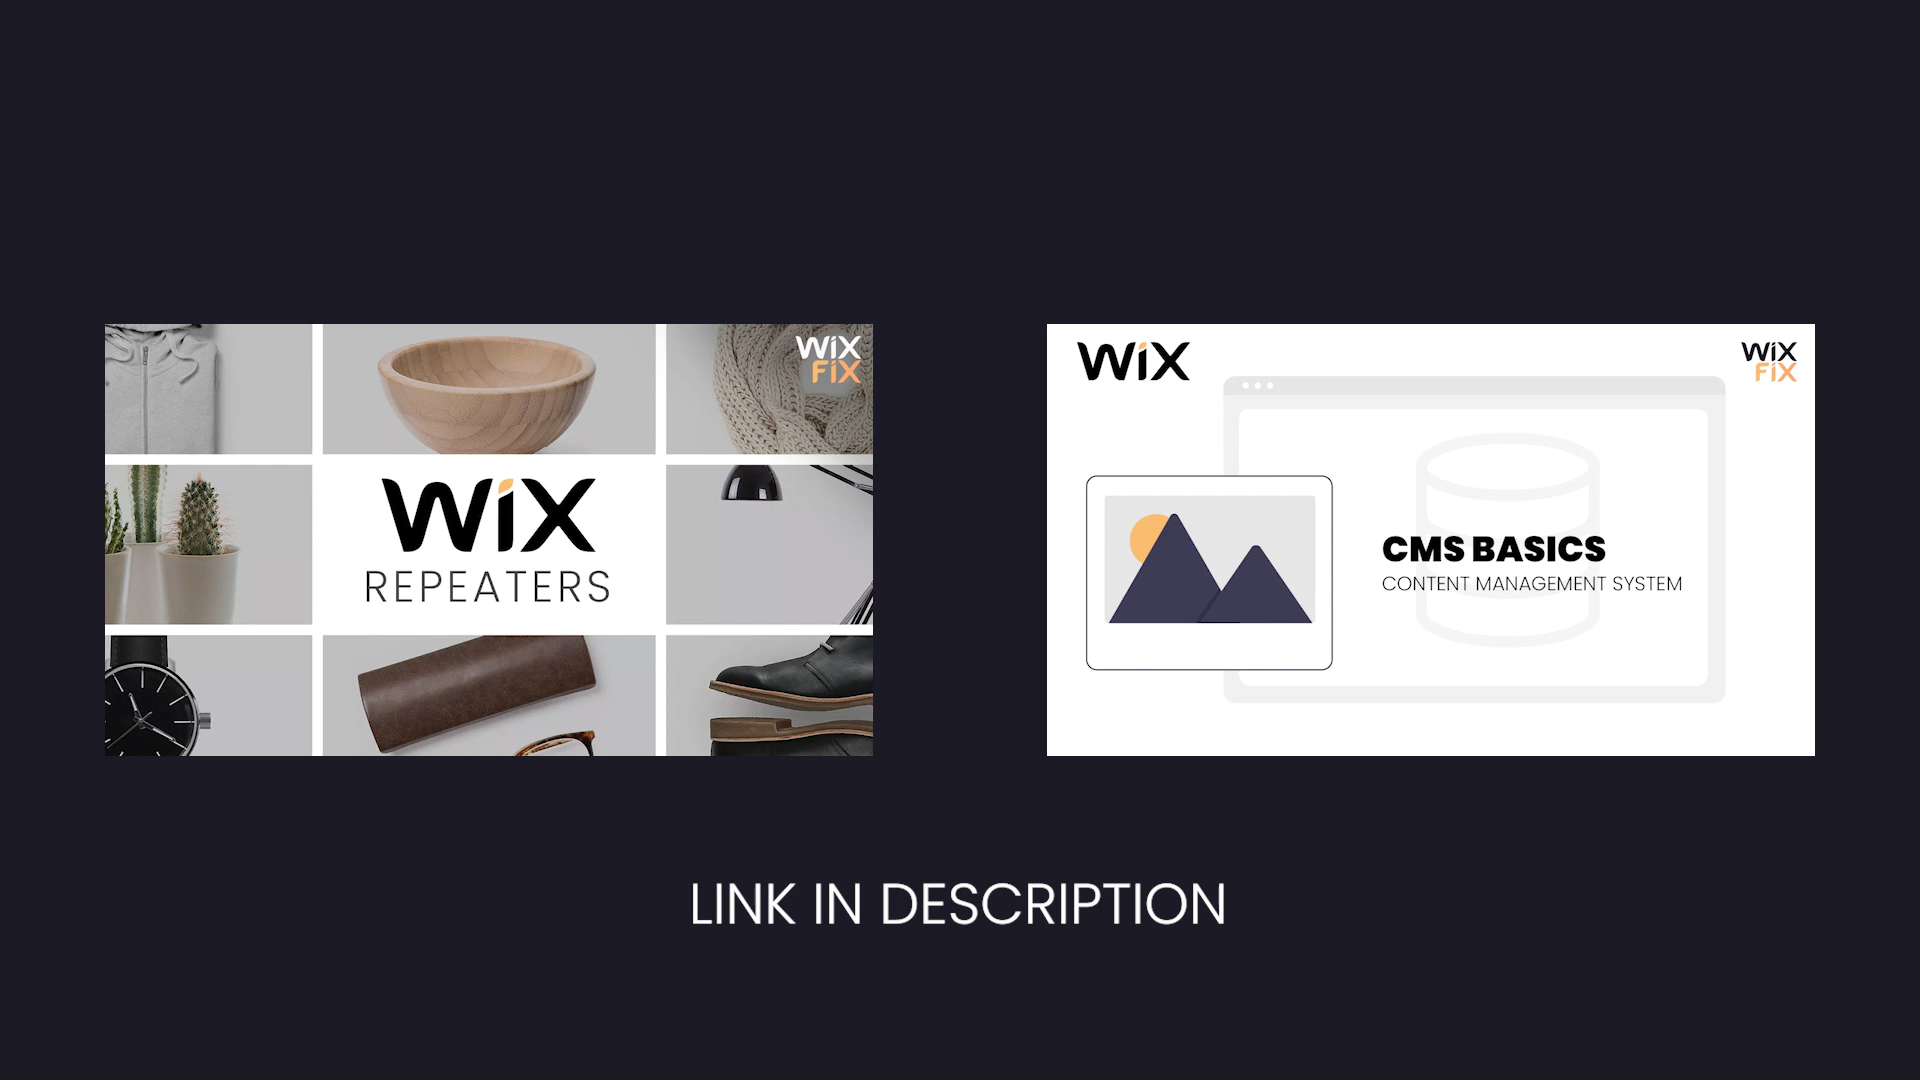 WiX
FiX
WiX
REPEATERS
WiX
WiX
FiX
CMS BASICS
CONTENT MANAGEMENT SYSTEM
LINK IN DESCRIPTION